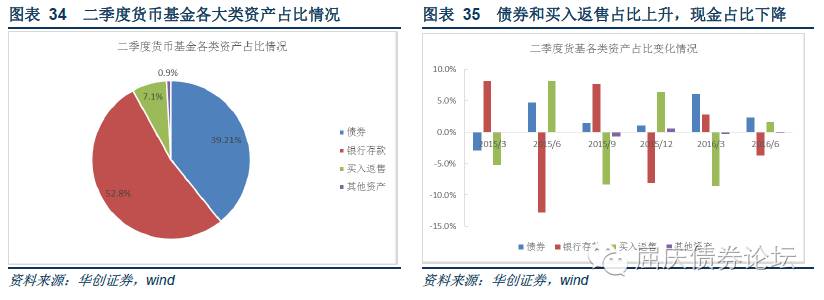 图表 34 二季度货币基金各大类资产占比情况
二季度货币基金各类资产占比情况
0.9%
7.1%
39.21%
52.8%
债券
银行存款
买入返售
其他资产
资料来源：华创证券，wind
图表 35 债券和买入返售占比上升，现金占比下降
二季度货基各类资产占比变化情况
10.0%
5.0%
0.0%
-5.0%
-10.0%
-15.0%
2015/3 2015/6 2015/9 2015/12 2016/3 2016/6
债券 银行存款 买入返售 其他资产
资料来源：华创证券，wind
屈庆债券论坛